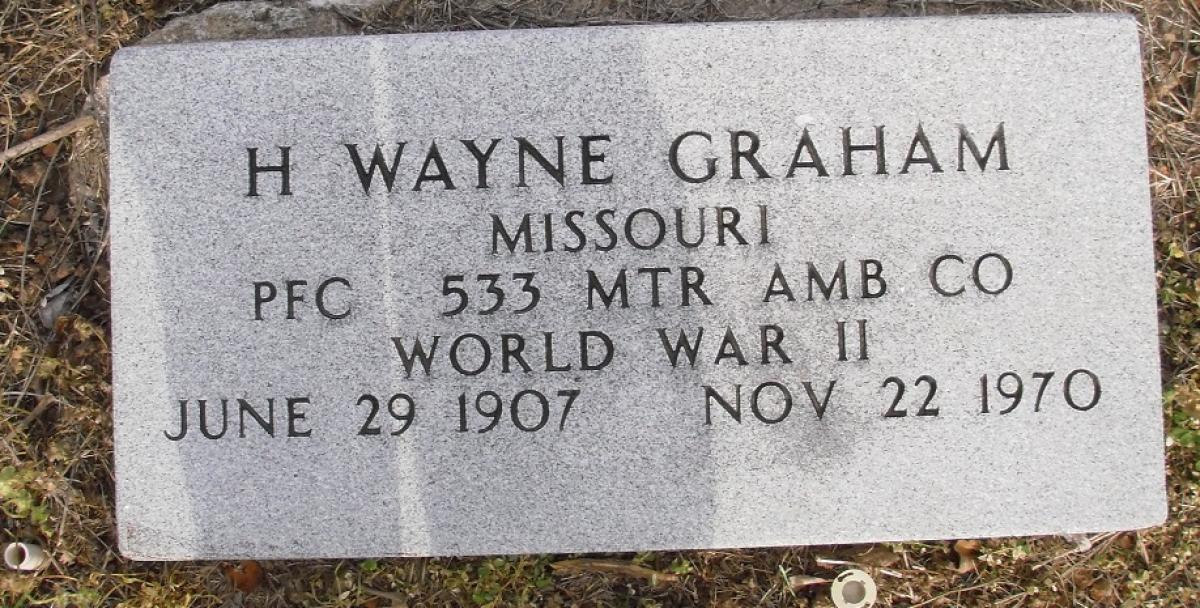 H WAYNE GRAHAM
MISSOURI
PFC 533 MTR AMB CO
WORLD WAR II
JUNE 29 1907 NOV 22 1970